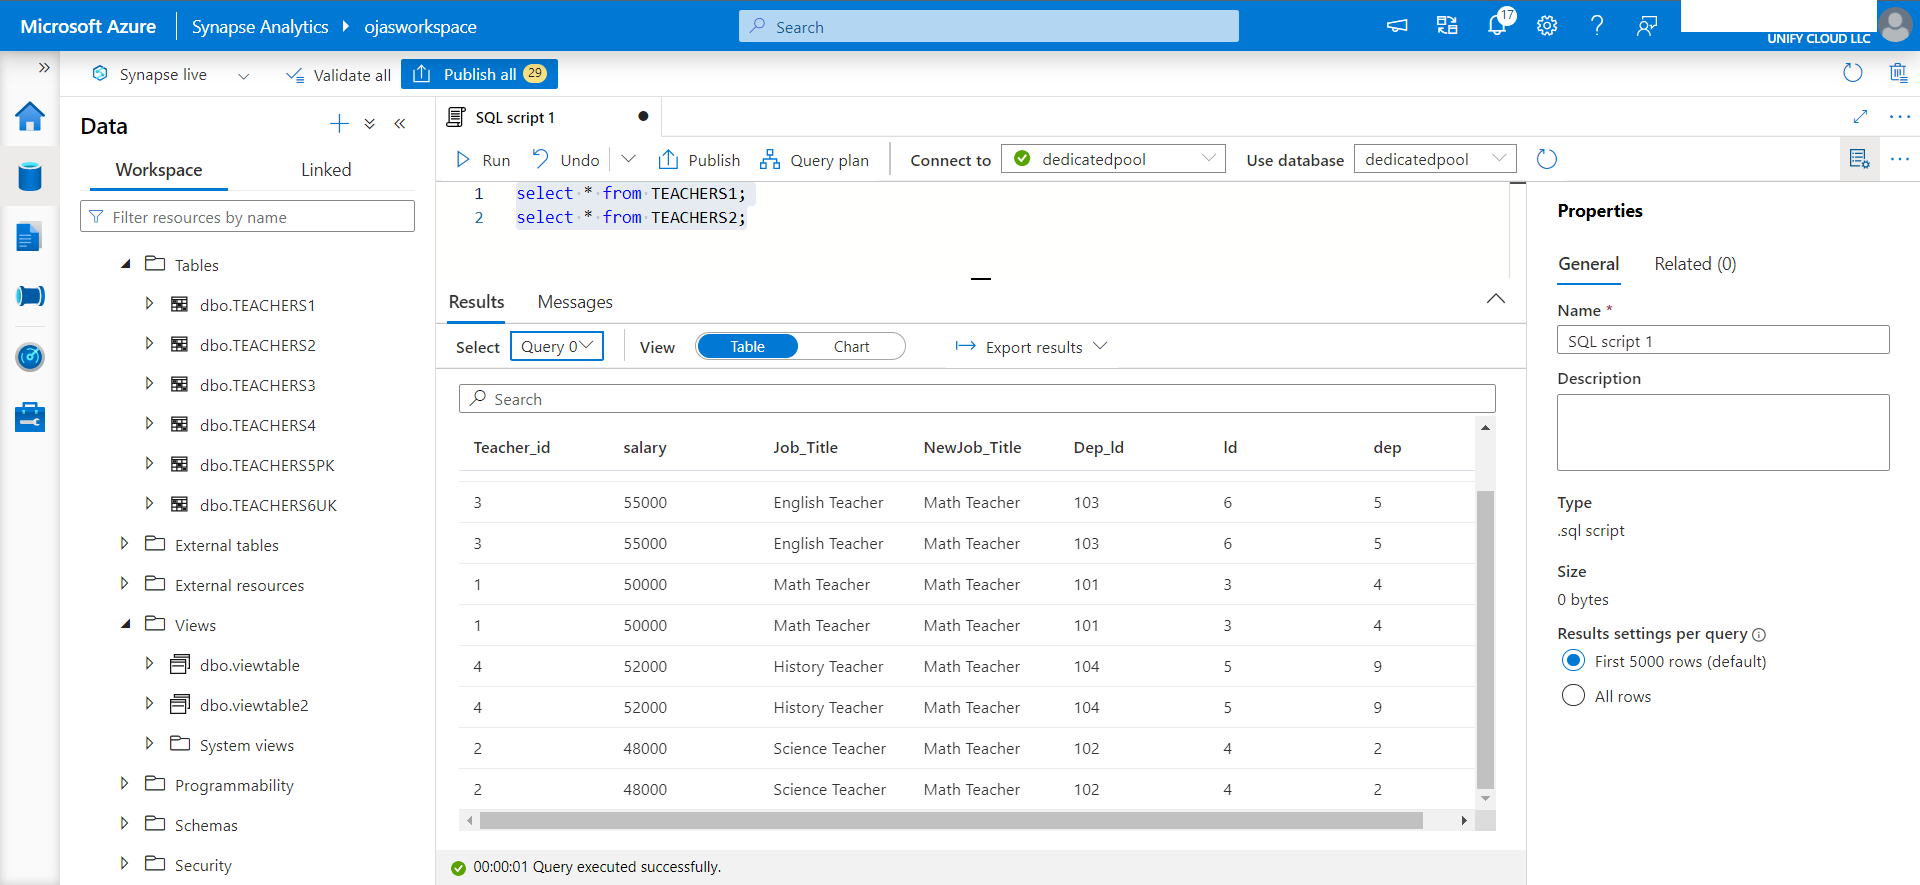 Microsoft Azure Synapse Analytics ojasworkspace
Search
17
UNIFY CLOUD LLC
Synapse live
Validate all
Publish all 29
Data
Workspace Linked
Filter resources by name
Tables
dbo.TEACHERS1
dbo.TEACHERS2
dbo.TEACHERS3
dbo.TEACHERS4
dbo.TEACHERS5PK
dbo.TEACHERS6UK
External tables
External resources
Views
dbo.viewtable
dbo.viewtable2
System views
Programmability
Schemas
Security
SQL script 1
Run Undo Publish Query plan Connect to dedicatedpool Use database dedicatedpool
1 select * from TEACHERS1;
2 select * from TEACHERS2;
Results Messages
Select Query 0 View Table Chart Export results
Search
Teacher_id salary Job_Title NewJob_Title Dep_Id Id dep
3 55000 English Teacher Math Teacher 103 6 5
3 55000 English Teacher Math Teacher 103 6 5
1 50000 Math Teacher Math Teacher 101 3 4
1 50000 Math Teacher Math Teacher 101 3 4
4 52000 History Teacher Math Teacher 104 5 9
4 52000 History Teacher Math Teacher 104 5 9
2 48000 Science Teacher Math Teacher 102 4 2
2 48000 Science Teacher Math Teacher 102 4 2
00:00:01 Query executed successfully.
Properties
General Related (0)
Name *
SQL script 1
Description
Type
.sql script
Size
0 bytes
Results settings per query
First 5000 rows (default)
All rows